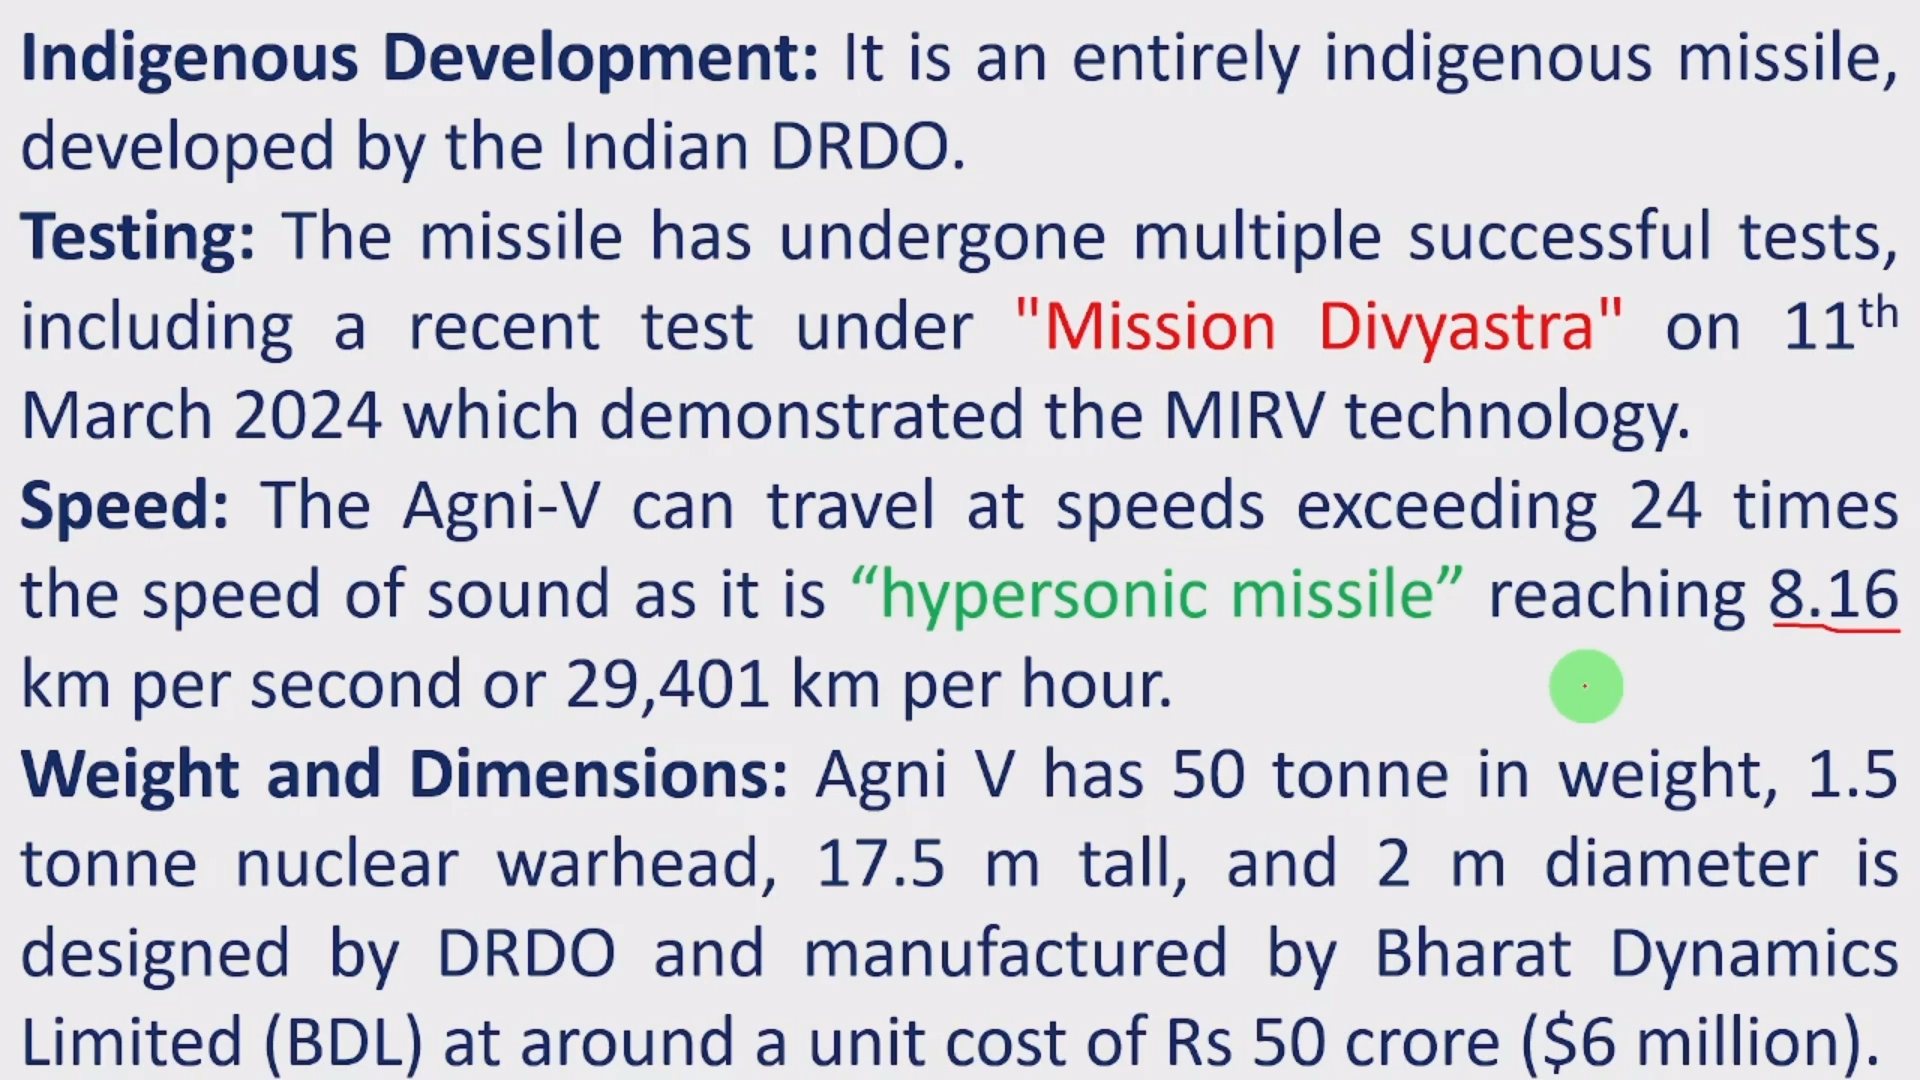 Indigenous Development: It is an entirely indigenous missile,
developed by the Indian DRDO.
Testing: The missile has undergone multiple successful tests,
including a recent test under "Mission Divyastra" on 11th
March 2024 which demonstrated the MIRV technology.
Speed: The Agni-V can travel at speeds exceeding 24 times
the speed of sound as it is “hypersonic missile” reaching 8.16
km per second or 29,401 km per hour.
Weight and Dimensions: Agni V has 50 tonne in weight, 1.5
tonne nuclear warhead, 17.5 m tall, and 2 m diameter is
designed by DRDO and manufactured by Bharat Dynamics
Limited (BDL) at around a unit cost of Rs 50 crore ($6 million).